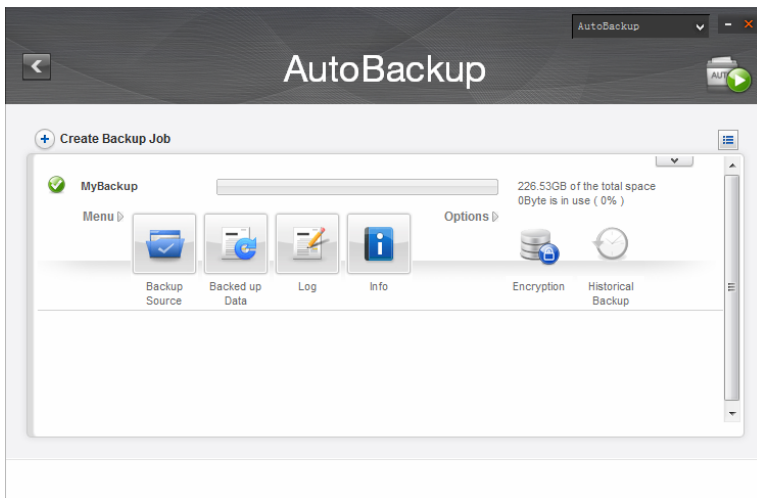 AutoBackup
AutoBackup
AUT
Create Backup Job
MyBackup
226.53GB of the total space
0Byte is in use ( 0% )
Menu
Options
Backup Source
Backed up Data
Log
Info
Encryption
Historical Backup